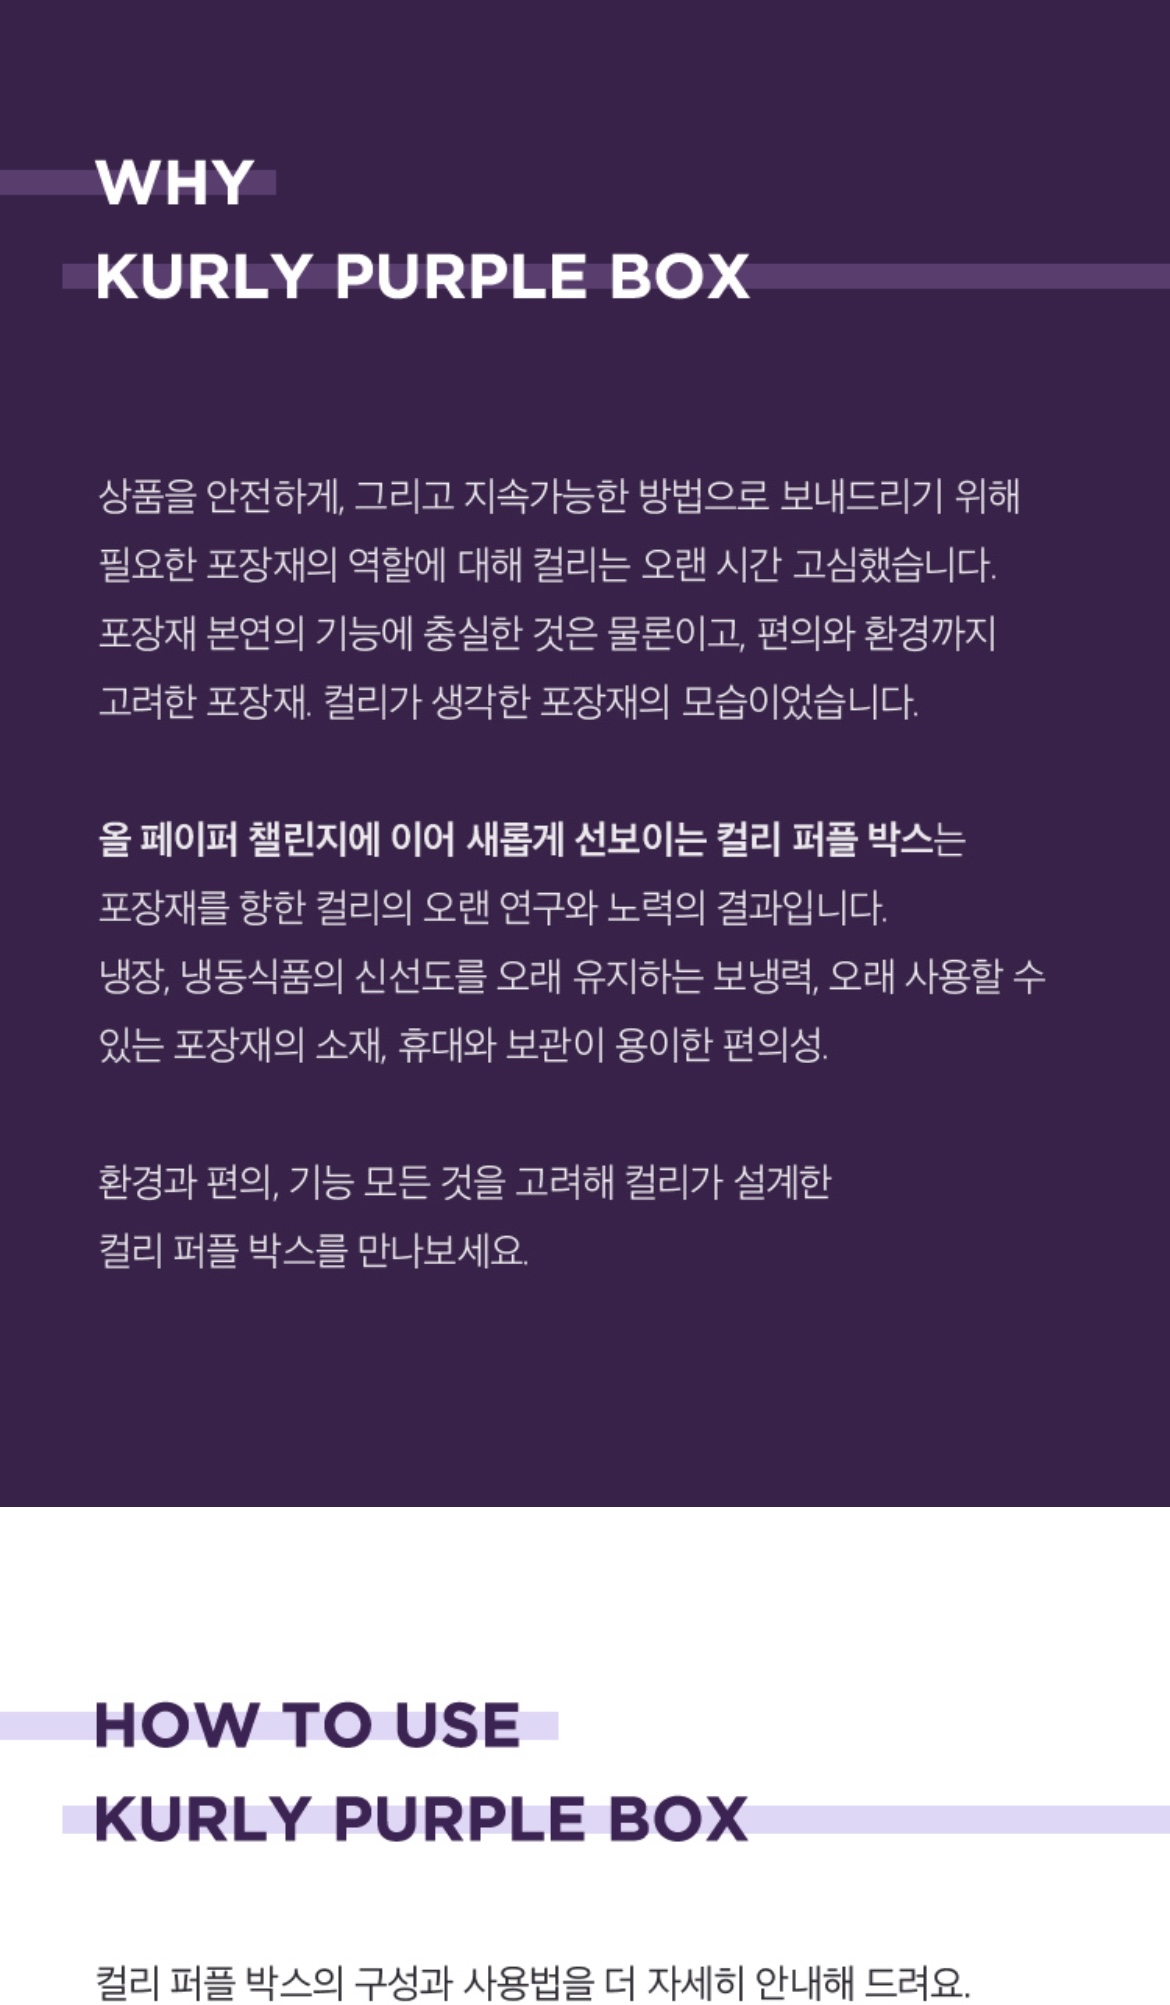 WHY
KURLY PURPLE BOX
상품을 안전하게, 그리고 지속가능한 방법으로 보내드리기 위해
필요한 포장재의 역할에 대해 컬리는 오랜 시간 고심했습니다.
포장재 본연의 기능에 충실한 것은 물론이고, 편의와 환경까지
고려한 포장재. 컬리가 생각한 포장재의 모습이었습니다.
올 페이퍼 챌린지에 이어 새롭게 선보이는 컬리 퍼플 박스는
포장재를 향한 컬리의 오랜 연구와 노력의 결과입니다.
냉장, 냉동식품의 신선도를 오래 유지하는 보냉력, 오래 사용할 수
있는 포장재의 소재, 휴대와 보관이 용이한 편의성.
환경과 편의, 기능 모든 것을 고려해 컬리가 설계한
컬리 퍼플 박스를 만나보세요.
HOW TO USE
KURLY PURPLE BOX
컬리 퍼플 박스의 구성과 사용법을 더 자세히 안내해 드려요.